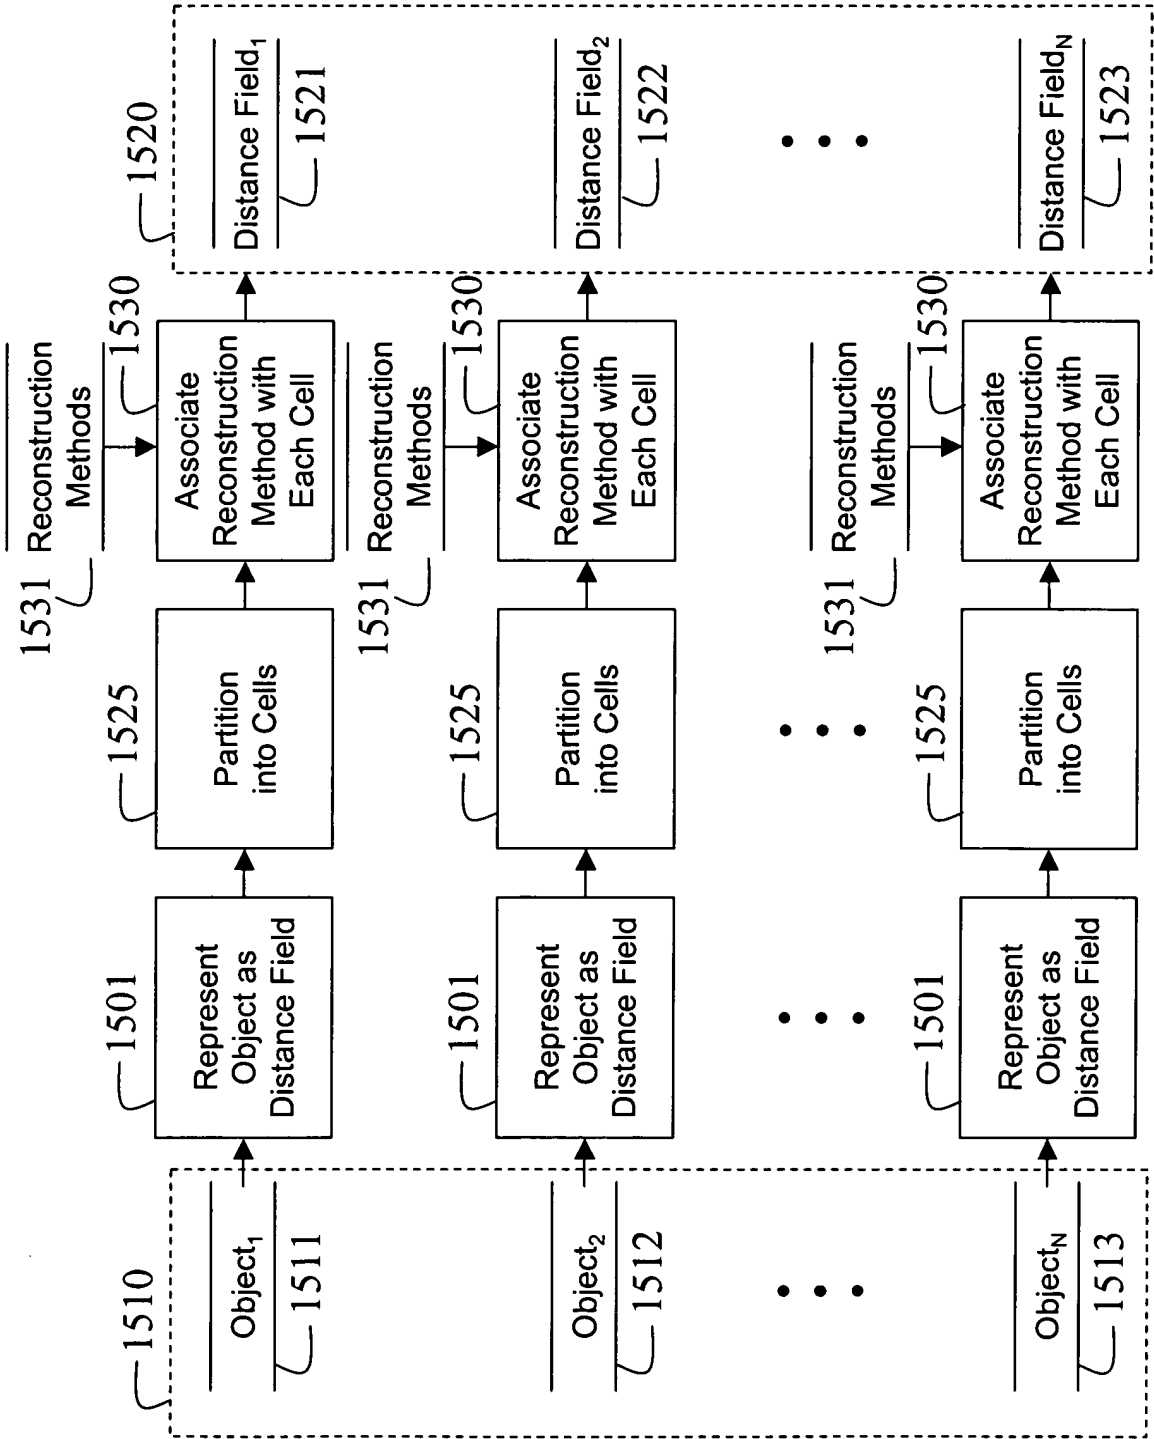 1510
Object1
1511
1501
Represent
Object as
Distance Field
1525
Partition
into Cells
1531
Reconstruction
Methods
1530
Associate
Reconstruction
Method with
Each Cell
1520
Distance Field1
1521
Object2
1512
1501
Represent
Object as
Distance Field
1525
Partition
into Cells
1531
Reconstruction
Methods
1530
Associate
Reconstruction
Method with
Each Cell
Distance Field2
1522
ObjectN
1513
1501
Represent
Object as
Distance Field
1525
Partition
into Cells
1531
Reconstruction
Methods
1530
Associate
Reconstruction
Method with
Each Cell
Distance FieldN
1523